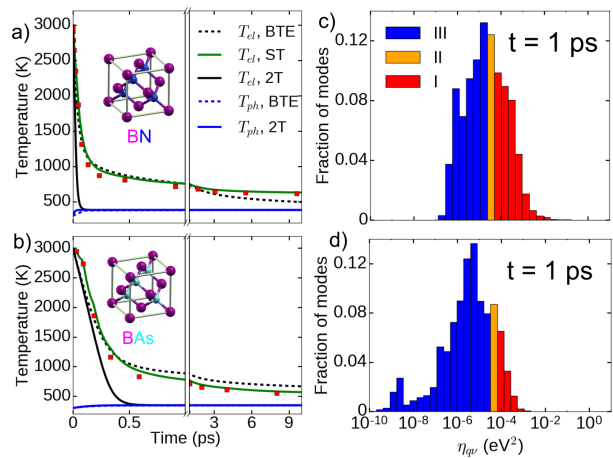 a)
3000
2500
2000
1500
1000
500
Temperature (K)
BN
T_el, BTE
T_el, ST
T_el, 2T
T_ph, BTE
T_ph, 2T
b)
3000
2500
2000
1500
1000
500
Temperature (K)
BAs
0
0.5
2
4
6
8
10
Time (ps)
c)
0.12
0.08
0.04
Fraction of modes
III
II
I
t = 1 ps
d)
0.12
0.08
0.04
0
Fraction of modes
t = 1 ps
10⁻¹⁰
10⁻⁸
10⁻⁶
10⁻⁴
10⁻²
10⁰
η_qν (eV²)